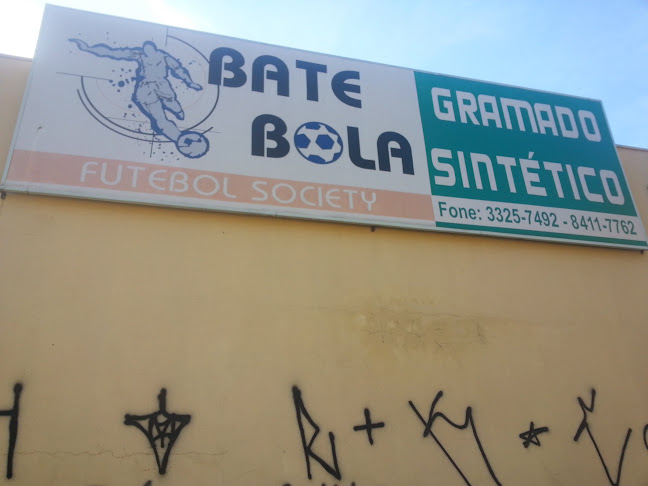 BATE
BOLA
FUTEBOL SOCIETY
GRAMADO
SINTÉTICO
Fone: 3325-7492 - 8411-7762